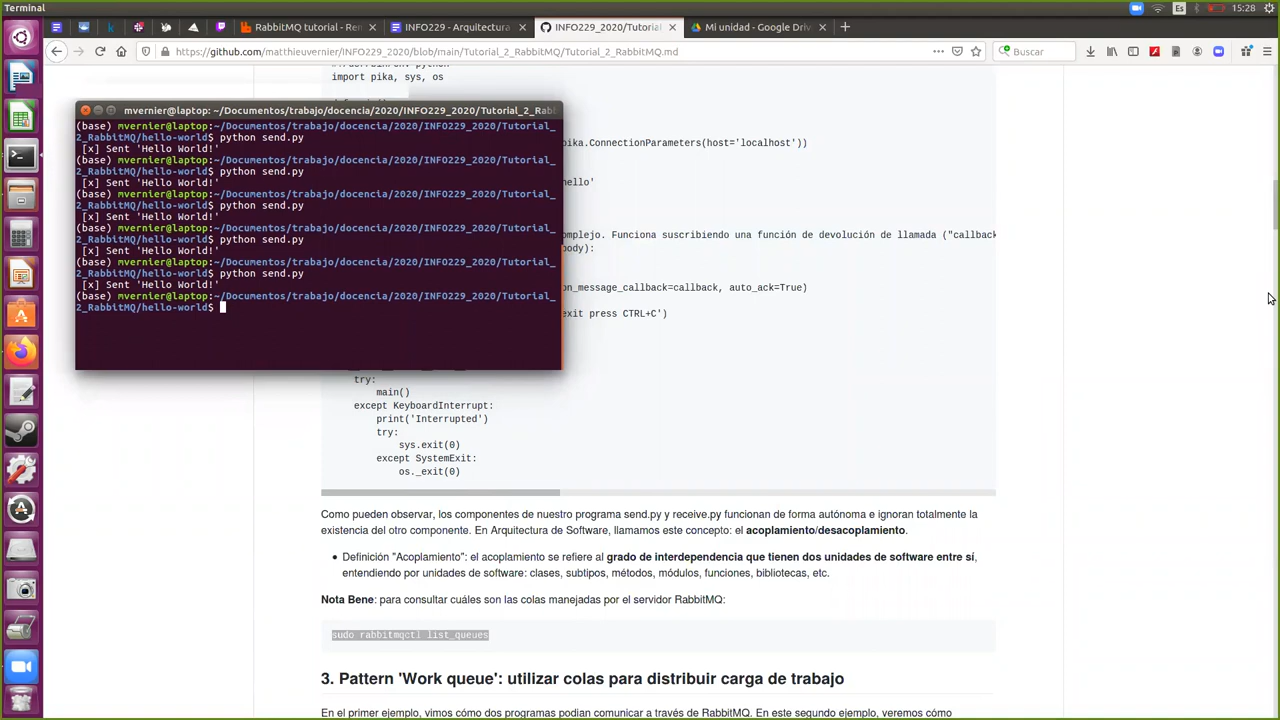 Terminal
Es
15:28
RabbitMQ tutorial - Rem
INFO229 - Arquitectura
INFO229_2020/Tutorial
Mi unidad - Google Driv
https://github.com/matthieuvernier/INFO229_2020/blob/main/Tutorial_2_RabbitMQ/Tutorial_2_RabbitMQ.md
Buscar
import pika, sys, os
mvernier@laptop: ~/Documentos/trabajo/docencia/2020/INFO229_2020/Tutorial_2_Rabb
(base) mvernier@laptop:~/Documentos/trabajo/docencia/2020/INFO229_2020/Tutorial_
2_RabbitMQ/hello-world$ python send.py
[x] Sent 'Hello World!'
(base) mvernier@laptop:~/Documentos/trabajo/docencia/2020/INFO229_2020/Tutorial_
2_RabbitMQ/hello-world$ python send.py
[x] Sent 'Hello World!'
(base) mvernier@laptop:~/Documentos/trabajo/docencia/2020/INFO229_2020/Tutorial_
2_RabbitMQ/hello-world$ python send.py
[x] Sent 'Hello World!'
(base) mvernier@laptop:~/Documentos/trabajo/docencia/2020/INFO229_2020/Tutorial_
2_RabbitMQ/hello-world$ python send.py
[x] Sent 'Hello World!'
(base) mvernier@laptop:~/Documentos/trabajo/docencia/2020/INFO229_2020/Tutorial_
2_RabbitMQ/hello-world$ python send.py
[x] Sent 'Hello World!'
(base) mvernier@laptop:~/Documentos/trabajo/docencia/2020/INFO229_2020/Tutorial_
2_RabbitMQ/hello-world$
ika.ConnectionParameters(host='localhost'))
ello'
omplejo. Funciona suscribiendo una función de devolución de llamada ("callback
ody):
on_message_callback=callback, auto_ack=True)
exit press CTRL+C')
try:
main()
except KeyboardInterrupt:
print('Interrupted')
try:
sys.exit(0)
except SystemExit:
os._exit(0)
Como pueden observar, los componentes de nuestro programa send.py y receive.py funcionan de forma autónoma e ignoran totalmente la
existencia del otro componente. En Arquitectura de Software, llamamos este concepto: el acoplamiento/desacoplamiento.
• Definición "Acoplamiento": el acoplamiento se refiere al grado de interdependencia que tienen dos unidades de software entre sí,
entendiendo por unidades de software: clases, subtipos, métodos, módulos, funciones, bibliotecas, etc.
Nota Bene: para consultar cuáles son las colas manejadas por el servidor RabbitMQ:
sudo rabbitmqctl list_queues
3. Pattern 'Work queue': utilizar colas para distribuir carga de trabajo
En el primer ejemplo, vimos cómo dos programas podian comunicar a través de RabbitMQ. En este segundo ejemplo, veremos cómo